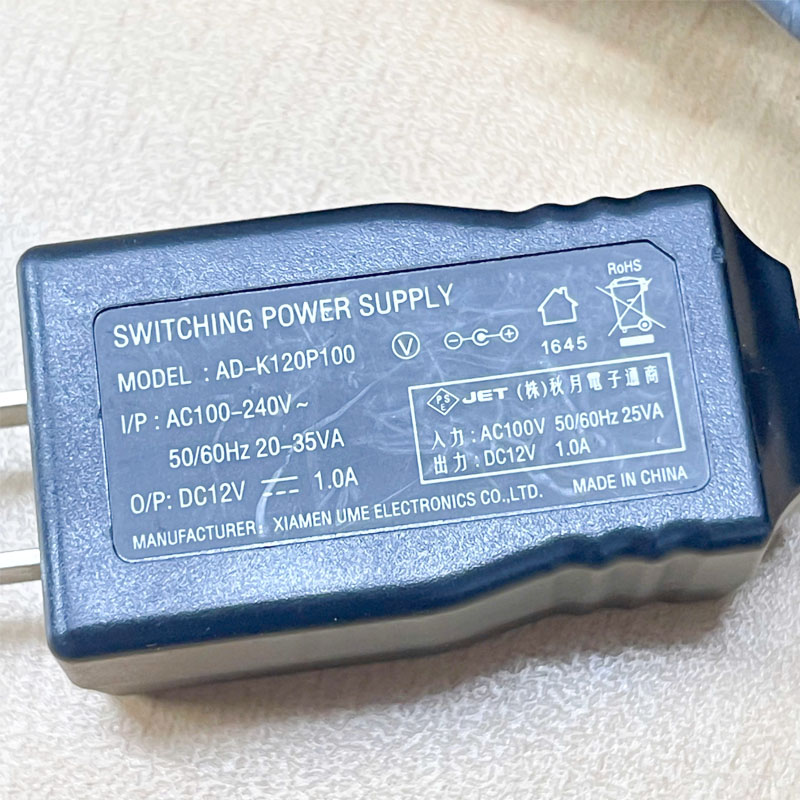 SWITCHING POWER SUPPLY
MODEL : AD-K120P100
I/P : AC100-240V~
50/60Hz 20-35VA
O/P: DC12V ⎓ 1.0A
MANUFACTURER: XIAMEN UME ELECTRONICS CO.,LTD.
MADE IN CHINA
V
RoHS
1645
PSE JET (株)秋月電子通商
入力 : AC100V 50/60Hz 25VA
出力 : DC12V 1.0A